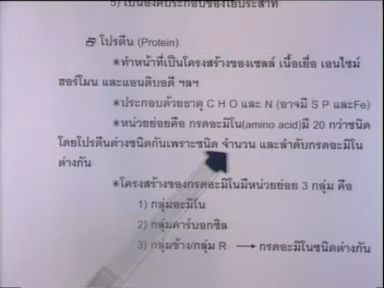 5) เป็นองค์ประกอบของเยื่อประสาท
โปรตีน (Protein)
*ทำหน้าที่เป็นโครงสร้างของเซลล์ เนื้อเยื่อ เอนไซม์
ฮอร์โมน และแอนติบอดี ฯลฯ
*ประกอบด้วยธาตุ C H O และ N (อาจมี S P และFe)
*หน่วยย่อยคือ กรดอะมิโน(amino acid)มี 20 กว่าชนิด
โดยโปรตีนต่างชนิดกันเพราะชนิด จำนวน และลำดับกรดอะมิโน
ต่างกัน
*โครงสร้างของกรดอะมิโนมีหน่วยย่อย 3 กลุ่ม คือ
1) กลุ่มอะมิโน
2) กลุ่มคาร์บอกซิล
3) กลุ่มข้าง/กลุ่ม R → กรดอะมิโนชนิดต่างกัน